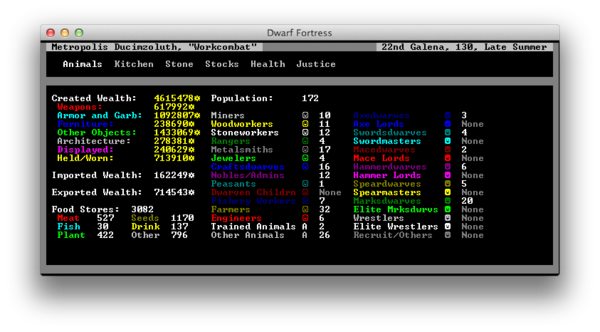 Dwarf Fortress
Metropolis Ducimzoluth, "Workcombat" 22nd Galena, 130, Late Summer
Animals Kitchen Stone Stocks Health Justice
Created Wealth: 4615478☼ Population: 172
Weapons: 617992☼ Miners 10 Axedwarves 3
Armor and Garb: 1092807☼ Woodworkers 11 Axe Lords None
Furniture: 238690☼ Stoneworkers 12 Swordsdwarves 4
Other Objects: 1433069☼ Rangers 4 Swordmasters None
Architecture: 278381☼ Metalsmiths 17 Macedwarves 2
Displayed: 240629☼ Jewelers 4 Mace Lords None
Held/Worn: 713910☼ Craftsdwarves 16 Hammerdwarves 6
Imported Wealth: 162249☼ Nobles/Admins 12 Hammer Lords None
Peasants 1 Speardwarves 5
Exported Wealth: 714543☼ Dwarven Childrn None Spearmasters None
Fishery Workers 7 Marksdwarves 20
Food Stores: 3082 Farmers 32 Elite Mrksdwrvs None
Meat 527 Seeds 1170 Engineers 6 Wrestlers None
Fish 30 Drink 137 Trained Animals A 2 Elite Wrestlers None
Plant 422 Other 796 Other Animals A 26 Recruit/Others None